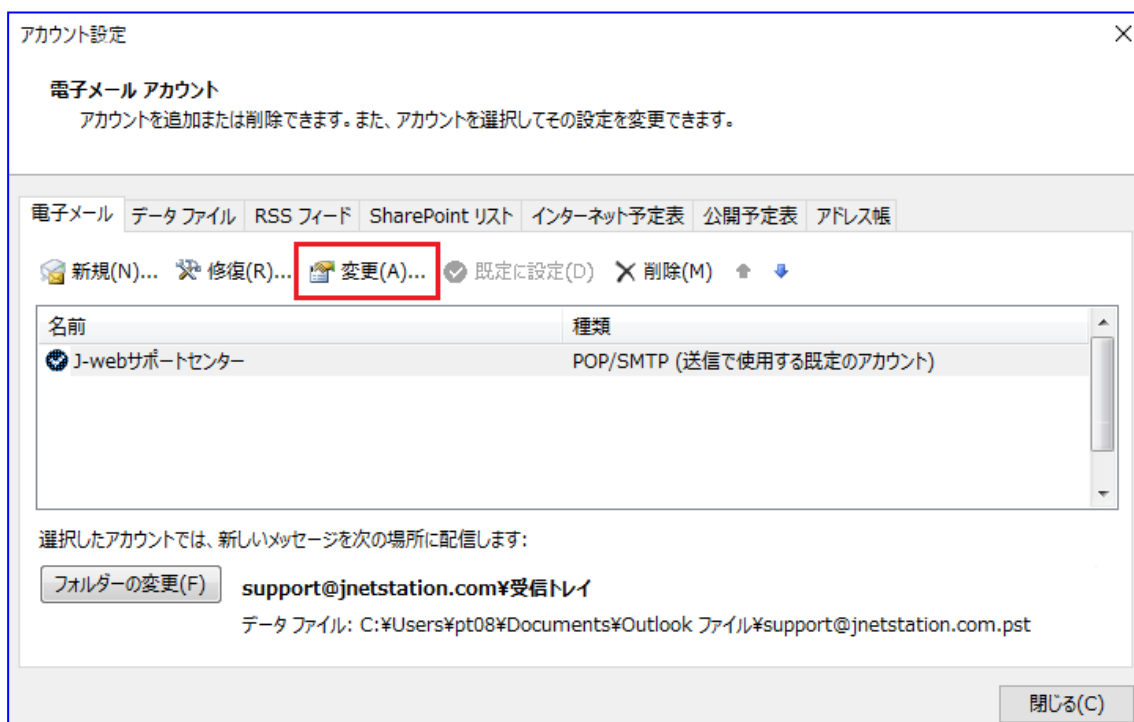 アカウント設定
電子メール アカウント
アカウントを追加または削除できます。また、アカウントを選択してその設定を変更できます。
電子メール データ ファイル RSS フィード SharePoint リスト インターネット予定表 公開予定表 アドレス帳
新規(N)... 修復(R)... 変更(A)... 既定に設定(D) 削除(M)
名前 種類
J-webサポートセンター POP/SMTP (送信で使用する既定のアカウント)
選択したアカウントでは、新しいメッセージを次の場所に配信します:
フォルダーの変更(F) support@jnetstation.com¥受信トレイ
データ ファイル: C:¥Users¥pt08¥Documents¥Outlook ファイル¥support@jnetstation.com.pst
閉じる(C)